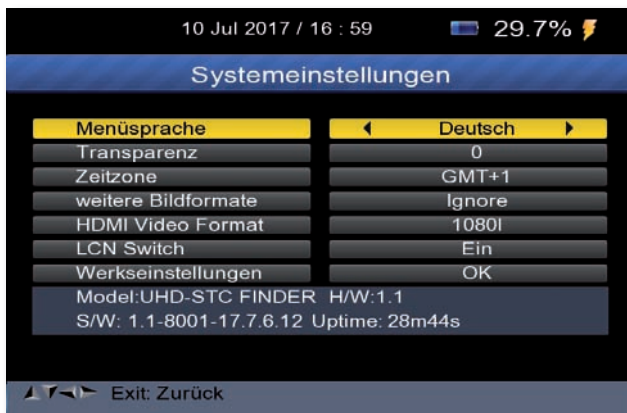 10 Jul 2017 / 16 : 59 29.7%
Systemeinstellungen
Menüsprache Deutsch
Transparenz 0
Zeitzone GMT+1
weitere Bildformate Ignore
HDMI Video Format 1080I
LCN Switch Ein
Werkseinstellungen OK
Model:UHD-STC FINDER H/W:1.1
S/W: 1.1-8001-17.7.6.12 Uptime: 28m44s
Exit: Zurück